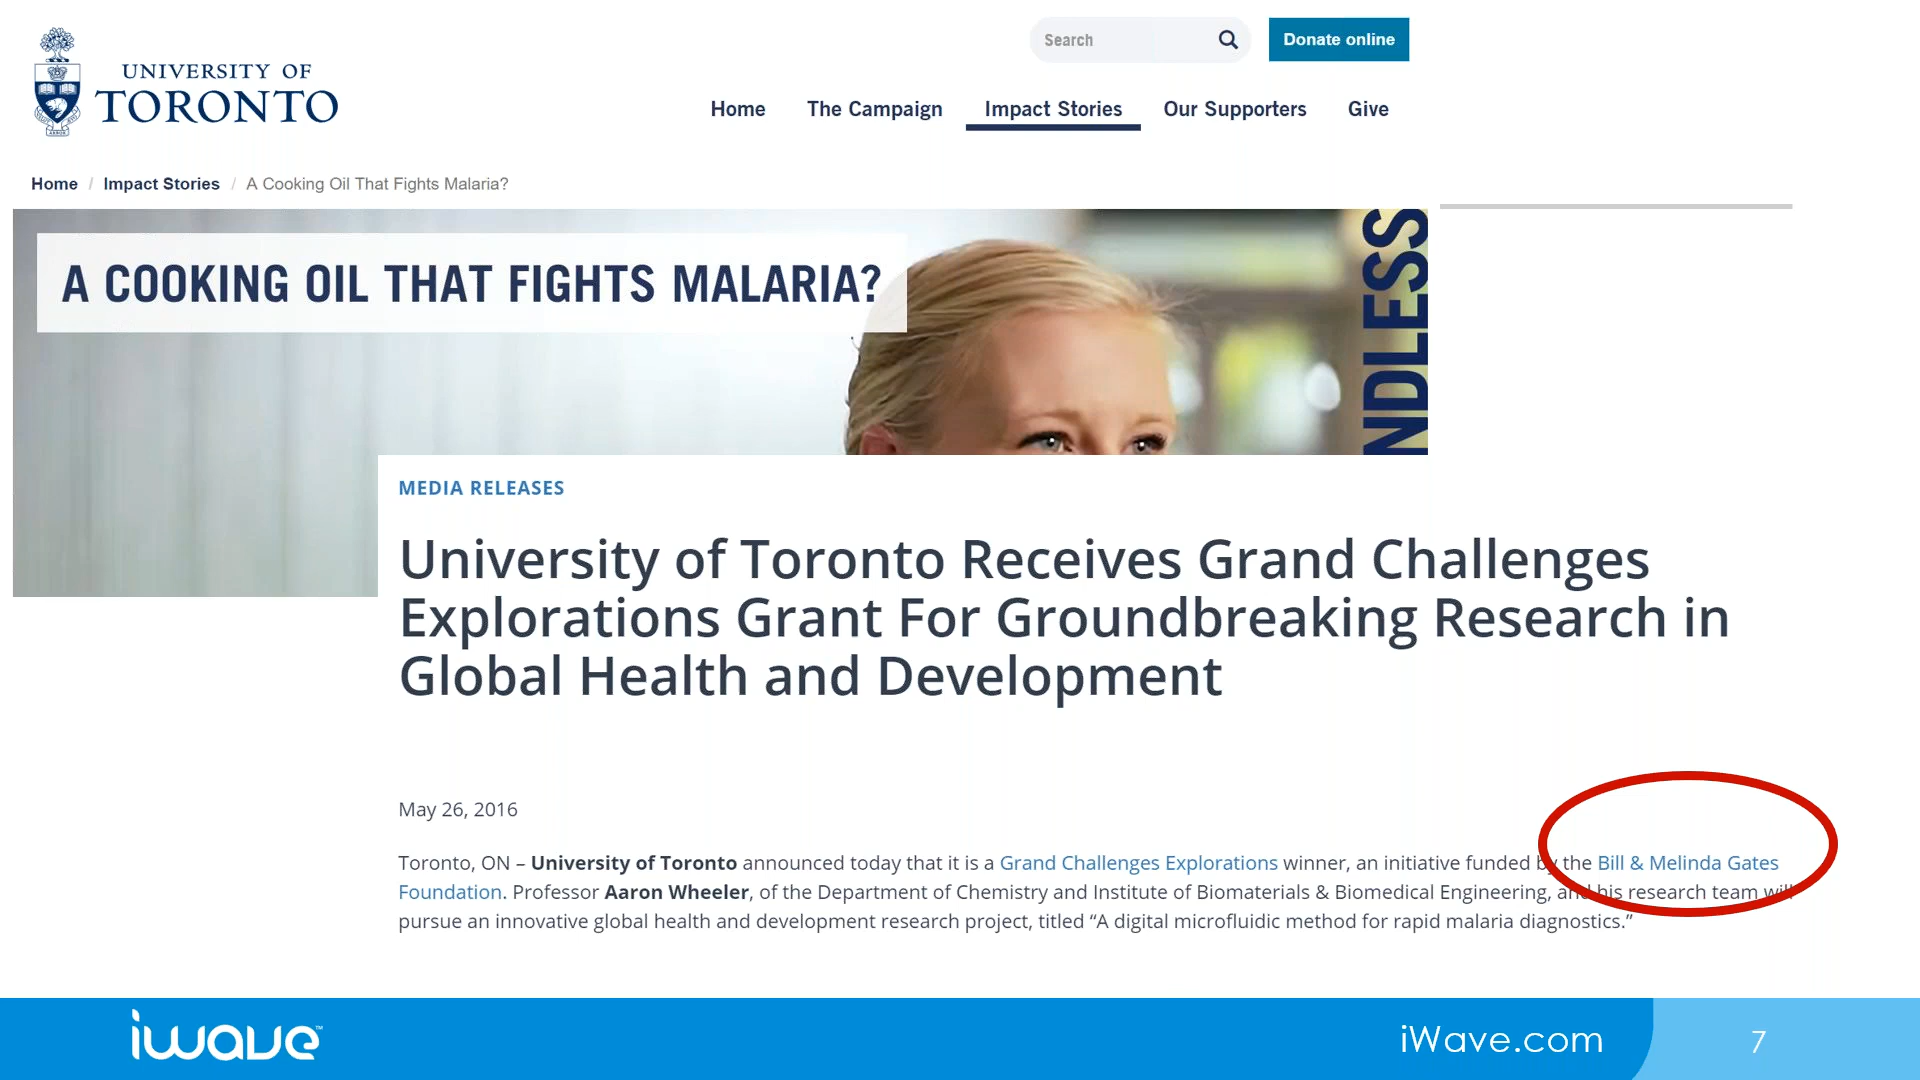 UNIVERSITY OF
TORONTO
Search
Donate online
Home
The Campaign
Impact Stories
Our Supporters
Give
Home / Impact Stories / A Cooking Oil That Fights Malaria?
A COOKING OIL THAT FIGHTS MALARIA?
NDLESS
MEDIA RELEASES
University of Toronto Receives Grand Challenges
Explorations Grant For Groundbreaking Research in
Global Health and Development
May 26, 2016
Toronto, ON – University of Toronto announced today that it is a Grand Challenges Explorations winner, an initiative funded by the Bill & Melinda Gates
Foundation. Professor Aaron Wheeler, of the Department of Chemistry and Institute of Biomaterials & Biomedical Engineering, and his research team will
pursue an innovative global health and development research project, titled “A digital microfluidic method for rapid malaria diagnostics.”
iwave™
iWave.com
7